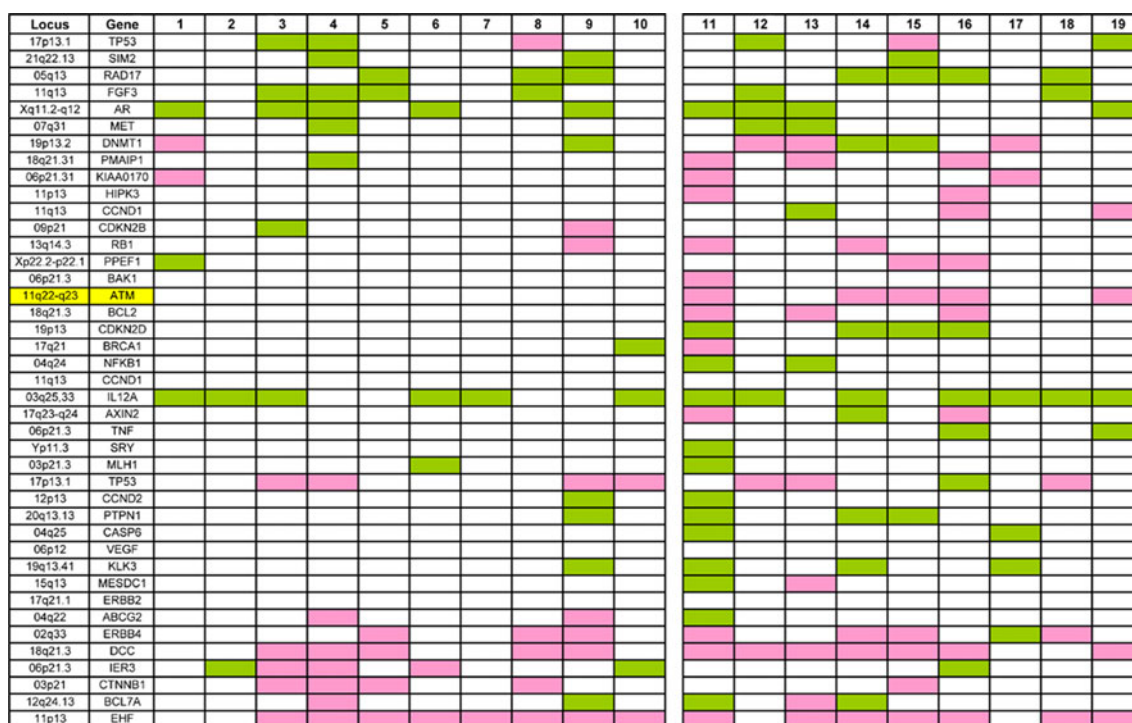 Locus Gene 1 2 3 4 5 6 7 8 9 10 11 12 13 14 15 16 17 18 19
17p13.1 TP53
21q22.13 SIM2
05q13 RAD17
11q13 FGF3
Xq11.2-q12 AR
07q31 MET
19p13.2 DNMT1
18q21.31 PMAIP1
06p21.31 KIAA0170
11p13 HIPK3
11q13 CCND1
09p21 CDKN2B
13q14.3 RB1
Xp22.2-p22.1 PPEF1
06p21.3 BAK1
11q22-q23 ATM
18q21.3 BCL2
19p13 CDKN2D
17q21 BRCA1
04q24 NFKB1
11q13 CCND1
03q25,33 IL12A
17q23-q24 AXIN2
06p21.3 TNF
Yp11.3 SRY
03p21.3 MLH1
17p13.1 TP53
12p13 CCND2
20q13.13 PTPN1
04q25 CASP6
06p12 VEGF
19q13.41 KLK3
15q13 MESDC1
17q21.1 ERBB2
04q22 ABCG2
02q33 ERBB4
18q21.3 DCC
06p21.3 IER3
03p21 CTNNB1
12q24.13 BCL7A
11p13 EHF